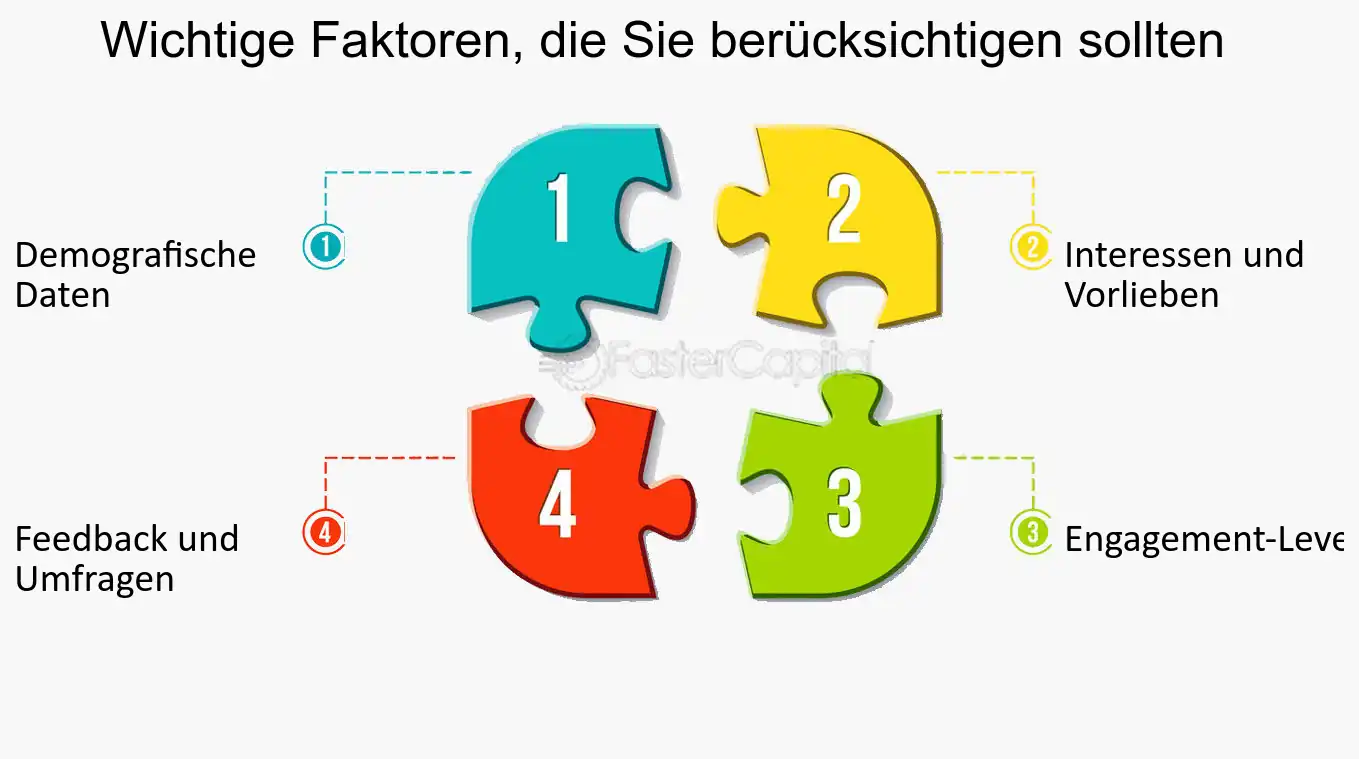 Wichtige Faktoren, die Sie berücksichtigen sollten
1
2
1
Demografische
Daten
2
Interessen und
Vorlieben
FasterCapital
4
3
4
Feedback und
Umfragen
3
Engagement-Leve